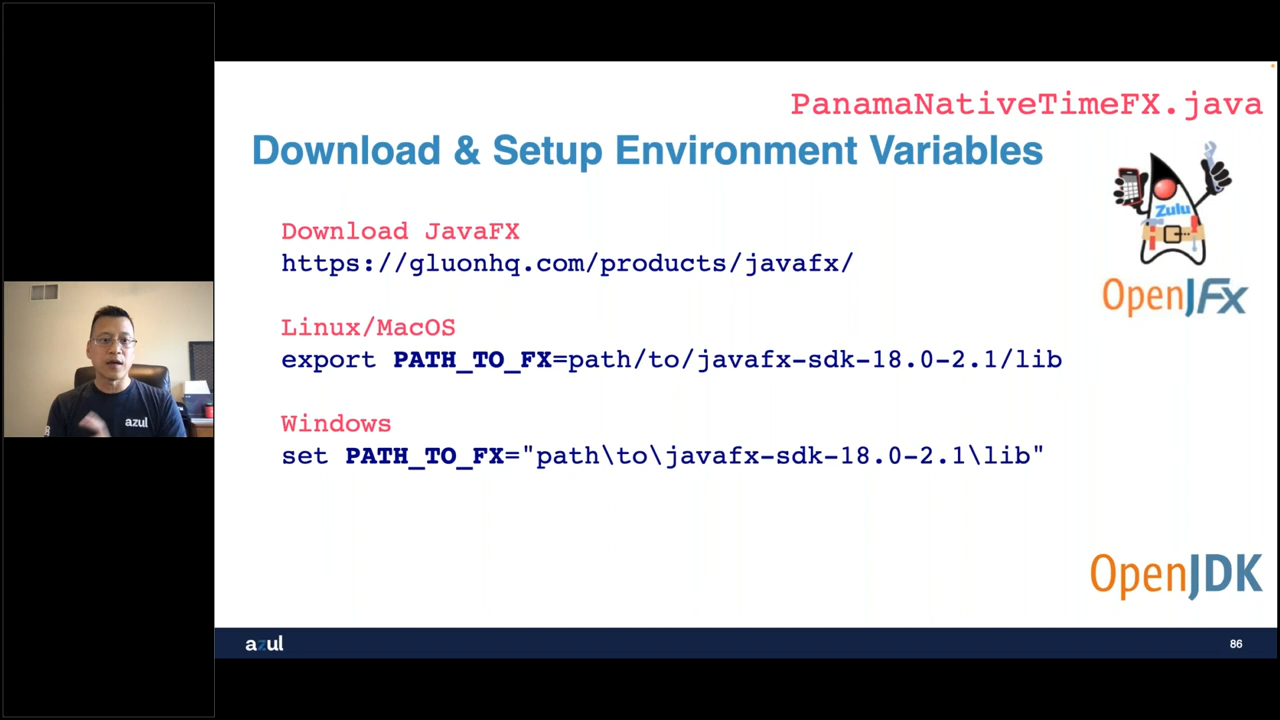 PanamaNativeTimeFX.java
Download & Setup Environment Variables
Zulu
OpenJFx
Download JavaFX
https://gluonhq.com/products/javafx/
Linux/MacOS
export PATH_TO_FX=path/to/javafx-sdk-18.0-2.1/lib
Windows
set PATH_TO_FX="path\to\javafx-sdk-18.0-2.1\lib"
azul
OpenJDK
azul
86